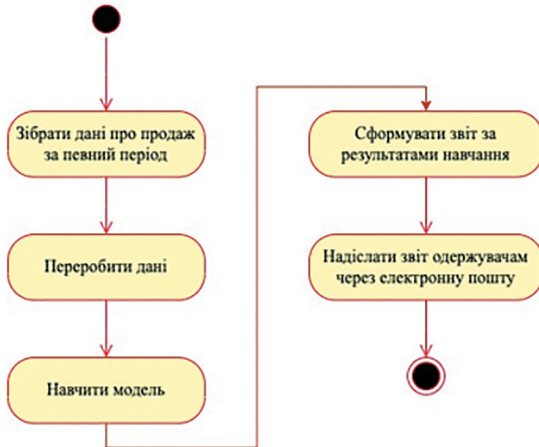 Зібрати дані про продаж
за певний період
Переробити дані
Навчити модель
Сформувати звіт за
результатами навчання
Надіслати звіт одержувачам
через електронну пошту